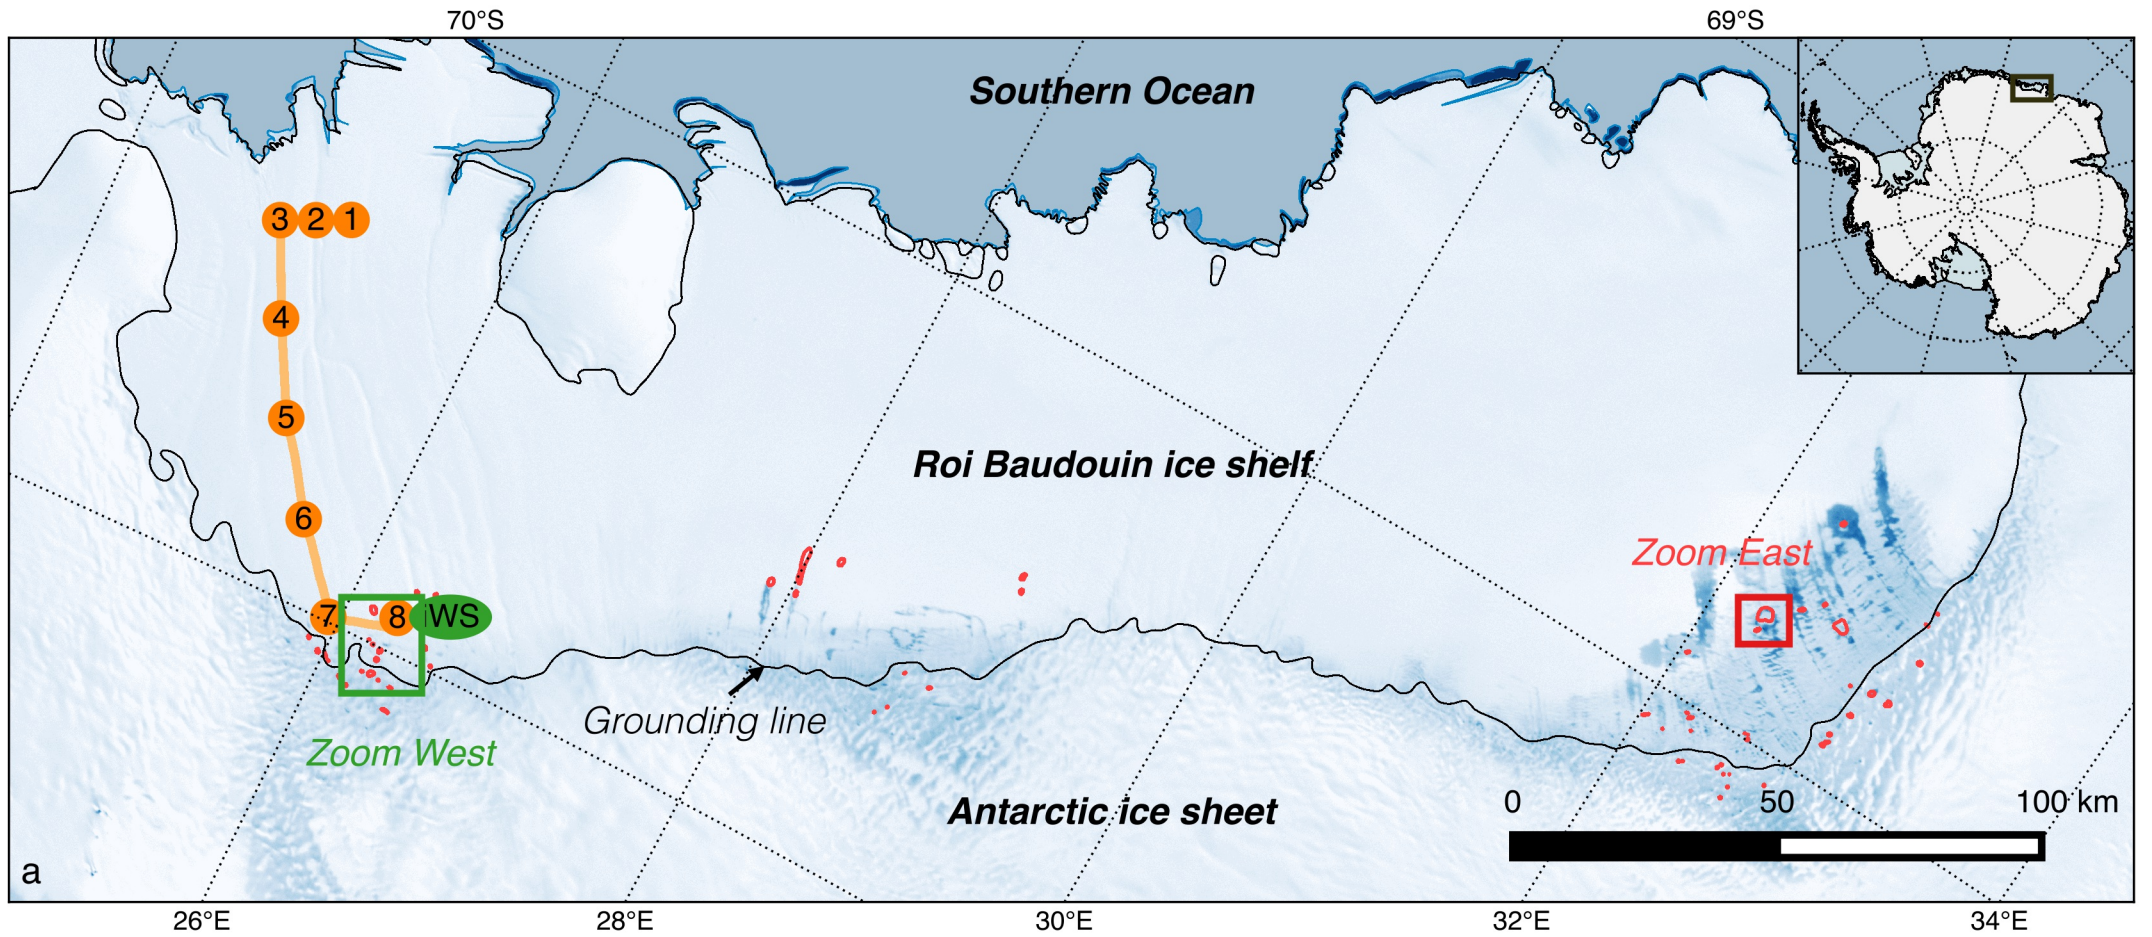 70°S
69°S
Southern Ocean
3 2 1
4
5
Roi Baudouin ice shelf
6
Zoom East
7 8 iWS
Grounding line
Zoom West
Antarctic ice sheet
0 50 100 km
a
26°E 28°E 30°E 32°E 34°E